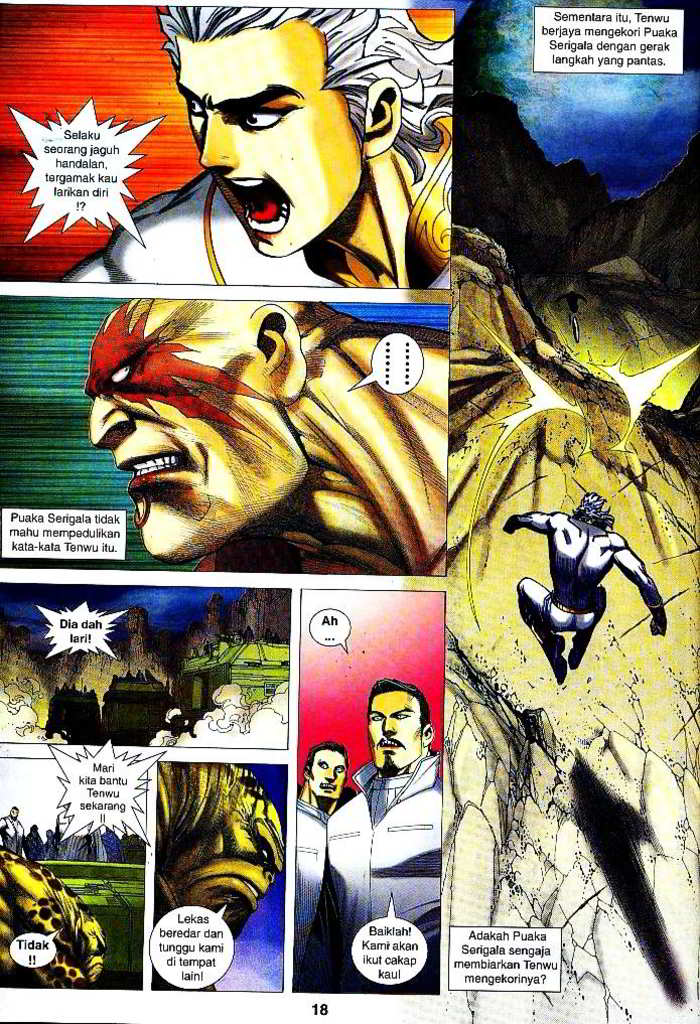 Selaku
seorang jaguh
handalan,
tergamak kau
larikan diri
!?
Puaka Serigala tidak
mahu mempedulikan
kata-kata Tenwu itu.
Dia dah
lari!
Mari
kita bantu
Tenwu
sekarang
!!
Tidak
!!
Lekas
beredar dan
tunggu kami
di tempat
lain!
Ah
...
Baiklah!
Kami akan
ikut cakap
kau!
Sementara itu, Tenwu
berjaya mengekori Puaka
Serigala dengan gerak
langkah yang pantas.
Adakah Puaka
Serigala sengaja
membiarkan Tenwu
mengekorinya?
18